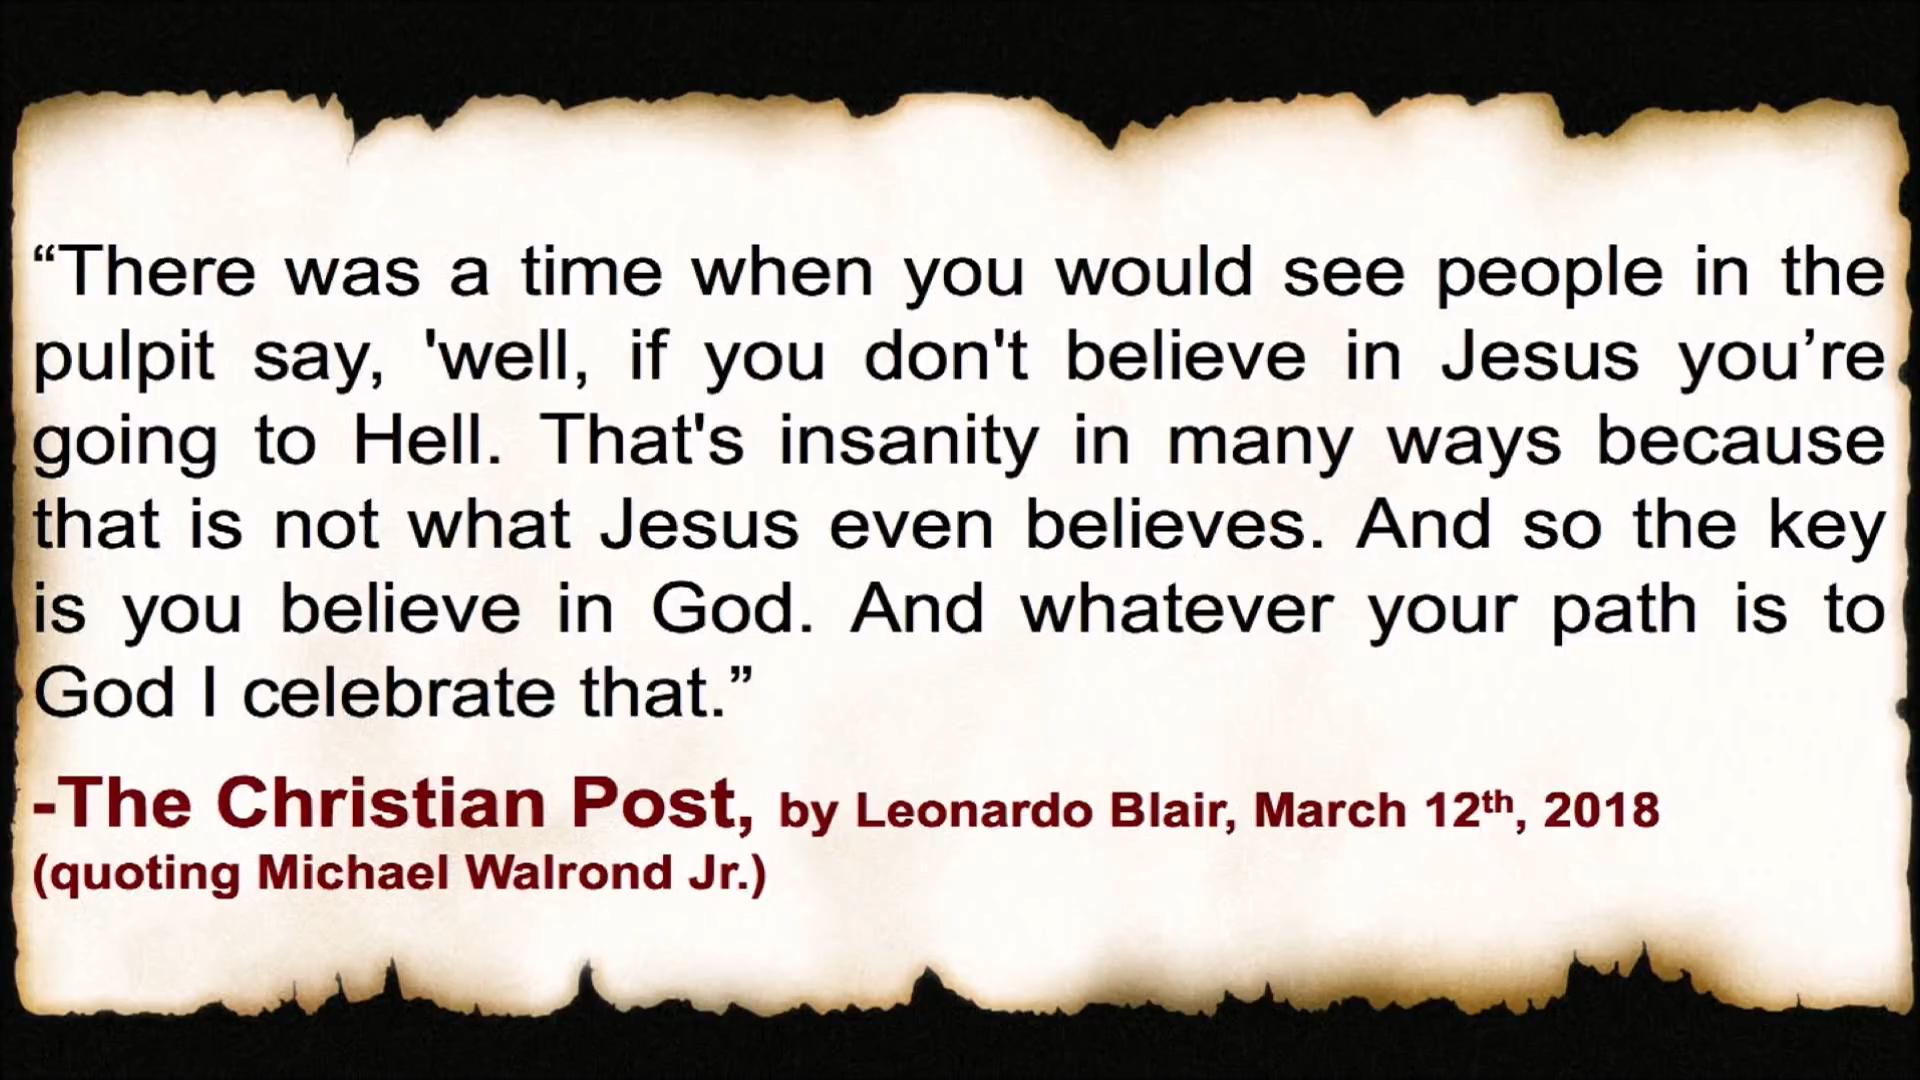 “There was a time when you would see people in the
pulpit say, 'well, if you don't believe in Jesus you’re
going to Hell. That's insanity in many ways because
that is not what Jesus even believes. And so the key
is you believe in God. And whatever your path is to
God I celebrate that.”
-The Christian Post, by Leonardo Blair, March 12th, 2018
(quoting Michael Walrond Jr.)